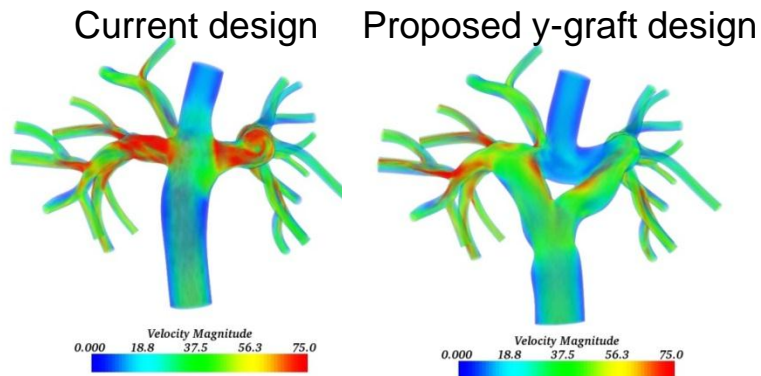 Current design
Proposed y-graft design
Velocity Magnitude
0.000 18.8 37.5 56.3 75.0
Velocity Magnitude
0.000 18.8 37.5 56.3 75.0